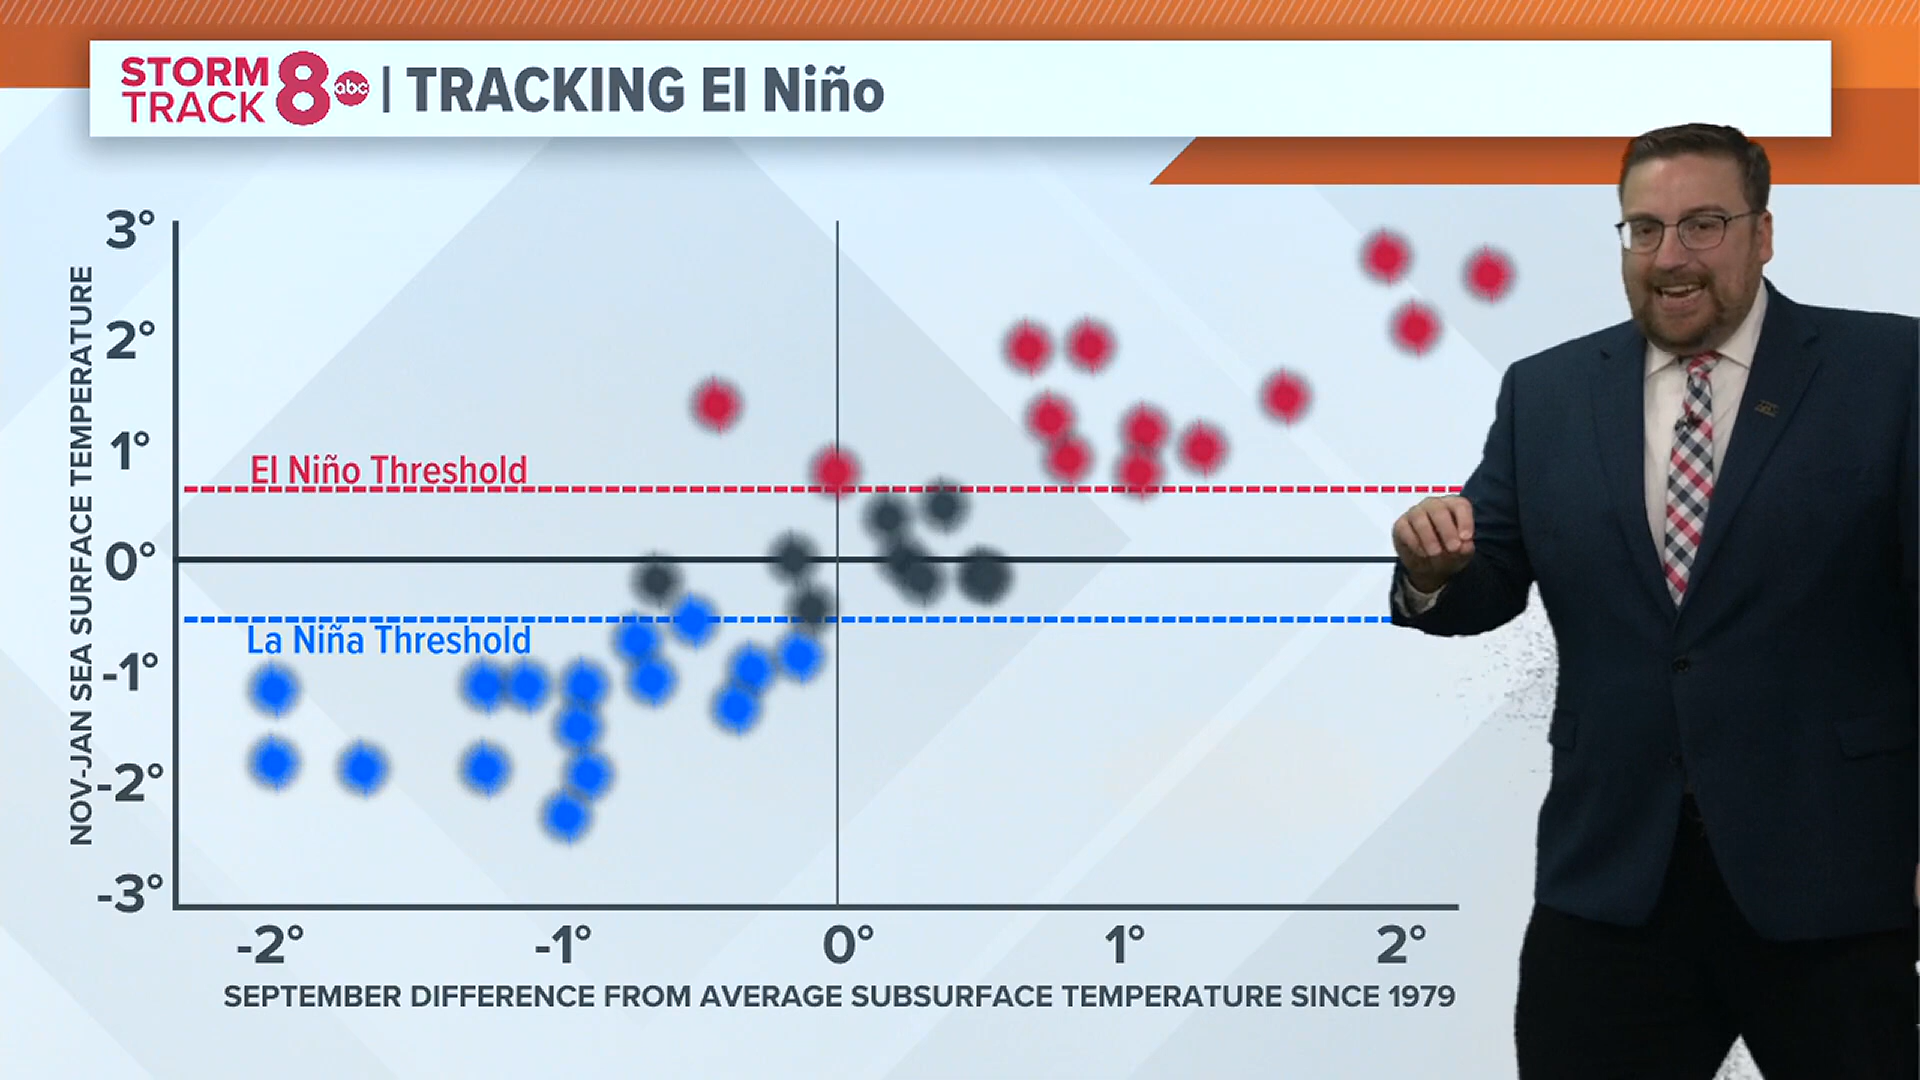 STORM
TRACK 8 abc | TRACKING El Niño
3°
2°
1°
0°
-1°
-2°
-3°
NOV-JAN SEA SURFACE TEMPERATURE
El Niño Threshold
La Niña Threshold
-2° -1° 0° 1° 2°
SEPTEMBER DIFFERENCE FROM AVERAGE SUBSURFACE TEMPERATURE SINCE 1979